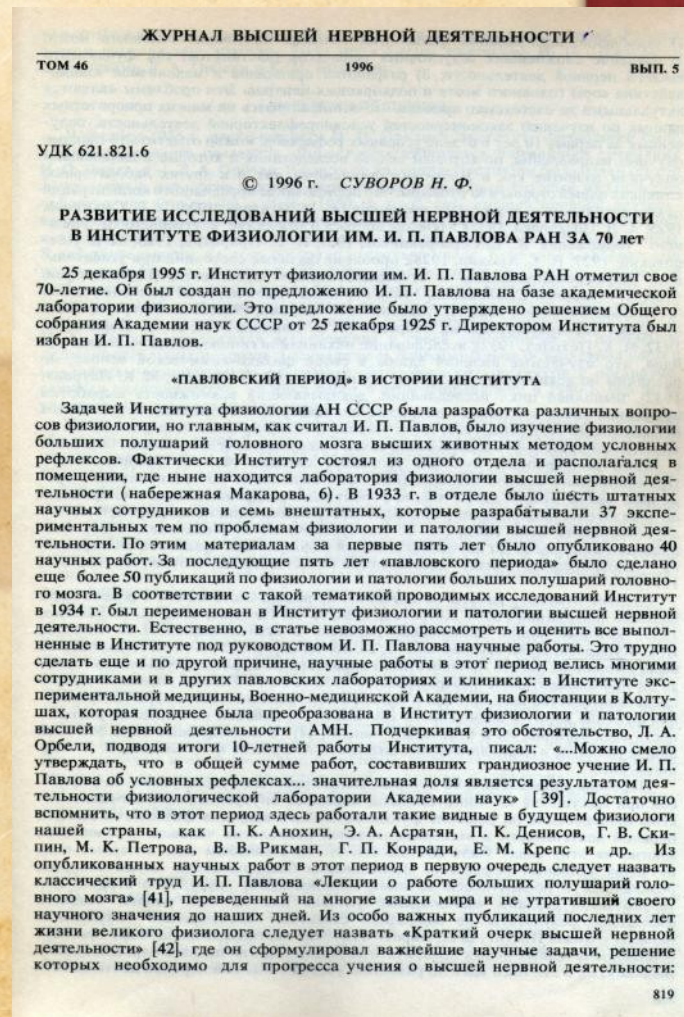 ЖУРНАЛ ВЫСШЕЙ НЕРВНОЙ ДЕЯТЕЛЬНОСТИ
ТОМ 46 1996 ВЫП. 5
УДК 621.821.6
© 1996 г. СУВОРОВ Н. Ф.
РАЗВИТИЕ ИССЛЕДОВАНИЙ ВЫСШЕЙ НЕРВНОЙ ДЕЯТЕЛЬНОСТИ
В ИНСТИТУТЕ ФИЗИОЛОГИИ ИМ. И. П. ПАВЛОВА РАН ЗА 70 лет
25 декабря 1995 г. Институт физиологии им. И. П. Павлова РАН отметил свое
70-летие. Он был создан по предложению И. П. Павлова на базе академической
лаборатории физиологии. Это предложение было утверждено решением Общего
собрания Академии наук СССР от 25 декабря 1925 г. Директором Института был
избран И. П. Павлов.
«ПАВЛОВСКИЙ ПЕРИОД» В ИСТОРИИ ИНСТИТУТА
Задачей Института физиологии АН СССР была разработка различных вопро-
сов физиологии, но главным, как считал И. П. Павлов, было изучение физиологии
больших полушарий головного мозга высших животных методом условных
рефлексов. Фактически Институт состоял из одного отдела и располагался в
помещении, где ныне находится лаборатория физиологии высшей нервной дея-
тельности (набережная Макарова, 6). В 1933 г. в отделе было шесть штатных
научных сотрудников и семь внештатных, которые разрабатывали 37 экспе-
риментальных тем по проблемам физиологии и патологии высшей нервной дея-
тельности. По этим материалам за первые пять лет было опубликовано 40
научных работ. За последующие пять лет «павловского периода» было сделано
еще более 50 публикаций по физиологии и патологии больших полушарий головно-
го мозга. В соответствии с такой тематикой проводимых исследований Институт
в 1934 г. был переименован в Институт физиологии и патологии высшей нервной
деятельности. Естественно, в статье невозможно рассмотреть и оценить все выпол-
ненные в Институте под руководством И. П. Павлова научные работы. Это трудно
сделать еще и по другой причине, научные работы в этот период велись многими
сотрудниками и в других павловских лабораториях и клиниках: в Институте экс-
периментальной медицины, Военно-медицинской Академии, на биостанции в Колту-
шах, которая позднее была преобразована в Институт физиологии и патологии
высшей нервной деятельности АМН. Подчеркивая это обстоятельство, Л. А.
Орбели, подводя итоги 10-летней работы Института, писал: «...Можно смело
утверждать, что в общей сумме работ, составивших грандиозное учение И. П.
Павлова об условных рефлексах... значительная доля является результатом дея-
тельности физиологической лаборатории Академии наук» [39]. Достаточно
вспомнить, что в этот период здесь работали такие видные в будущем физиологи
нашей страны, как П. К. Анохин, Э. А. Асратян, П. К. Денисов, Г. В. Ски-
пин, М. К. Петрова, В. В. Рикман, Г. П. Конради, Е. М. Крепс и др. Из
опубликованных научных работ в этот период в первую очередь следует назвать
классический труд И. П. Павлова «Лекции о работе больших полушарий голо-
вного мозга» [41], переведенный на многие языки мира и не утративший своего
научного значения до наших дней. Из особо важных публикаций последних лет
жизни великого физиолога следует назвать «Краткий очерк высшей нервной
деятельности» [42], где он сформулировал важнейшие научные задачи, решение
которых необходимо для прогресса учения о высшей нервной деятельности:
819